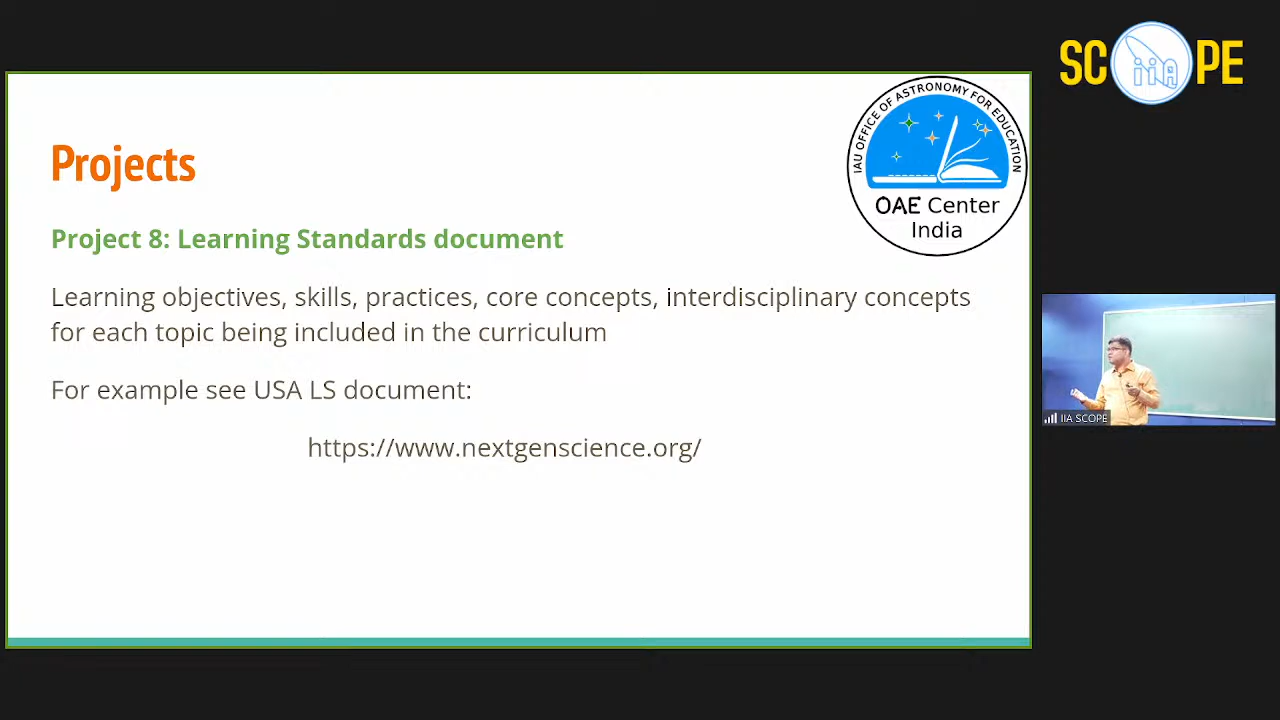 SC iiA PE
IAU OFFICE OF ASTRONOMY FOR EDUCATION
OAE Center
India
Projects
Project 8: Learning Standards document
Learning objectives, skills, practices, core concepts, interdisciplinary concepts
for each topic being included in the curriculum
For example see USA LS document:
https://www.nextgenscience.org/
IIA SCOPE